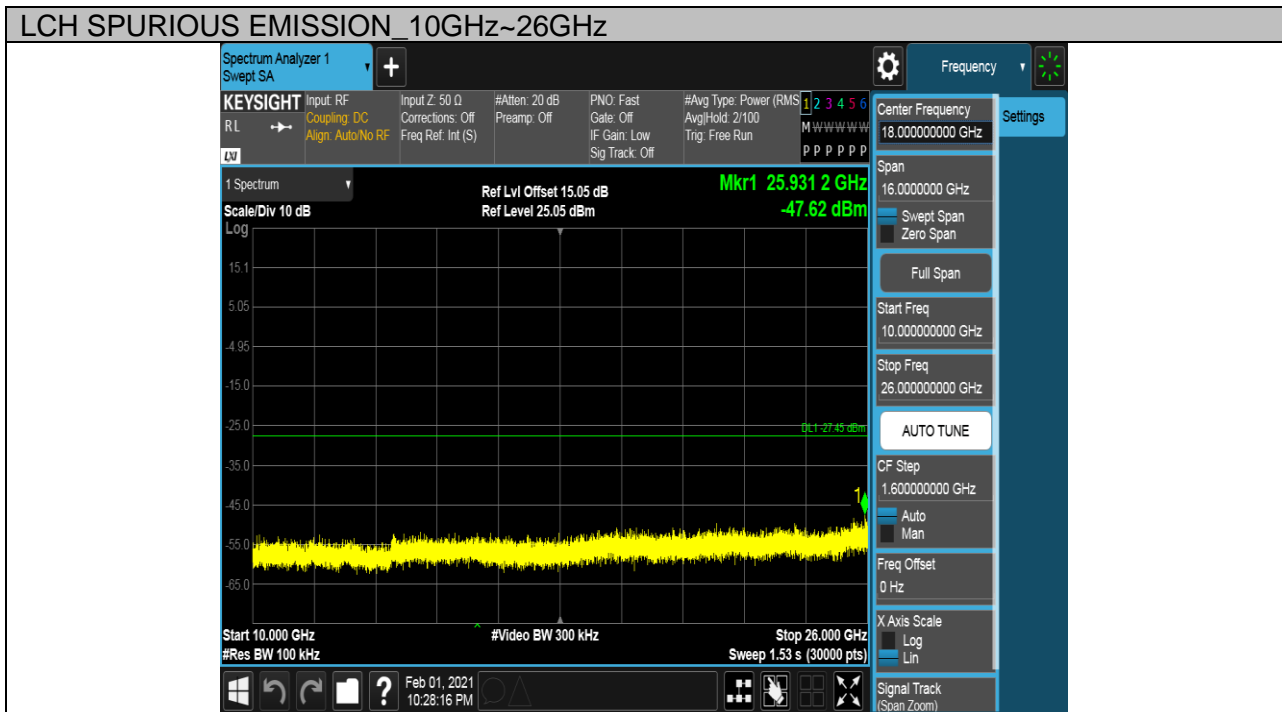 LCH SPURIOUS EMISSION_10GHz~26GHz
Spectrum Analyzer 1
Swept SA
Frequency
KEYSIGHT
RL
LXI
Input: RF
Coupling: DC
Align: Auto/No RF
Input Z: 50 Ω
Corrections: Off
Freq Ref: Int (S)
#Atten: 20 dB
Preamp: Off
PNO: Fast
Gate: Off
IF Gain: Low
Sig Track: Off
#Avg Type: Power (RMS
Avg|Hold: 2/100
Trig: Free Run
1 2 3 4 5 6
M W W W W W
P P P P P P
Center Frequency
18.000000000 GHz
Settings
1 Spectrum
Scale/Div 10 dB
Log
Ref Lvl Offset 15.05 dB
Ref Level 25.05 dBm
Mkr1 25.931 2 GHz
-47.62 dBm
Span
16.0000000 GHz
Swept Span
Zero Span
Full Span
15.1
5.05
-4.95
-15.0
-25.0
-35.0
-45.0
-55.0
-65.0
DL1 -27.45 dBm
1
Start Freq
10.000000000 GHz
Stop Freq
26.000000000 GHz
AUTO TUNE
CF Step
1.600000000 GHz
Auto
Man
Freq Offset
0 Hz
X Axis Scale
Log
Lin
Signal Track
(Span Zoom)
Start 10.000 GHz
#Res BW 100 kHz
#Video BW 300 kHz
Stop 26.000 GHz
Sweep 1.53 s (30000 pts)
?
Feb 01, 2021
10:28:16 PM